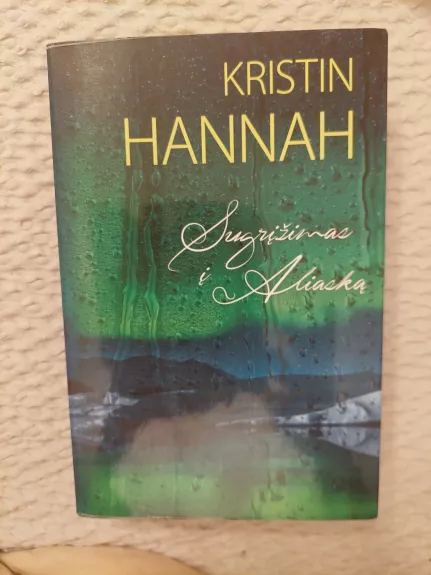 KRISTIN
HANNAH
Sugrįžimas
į Aliaską